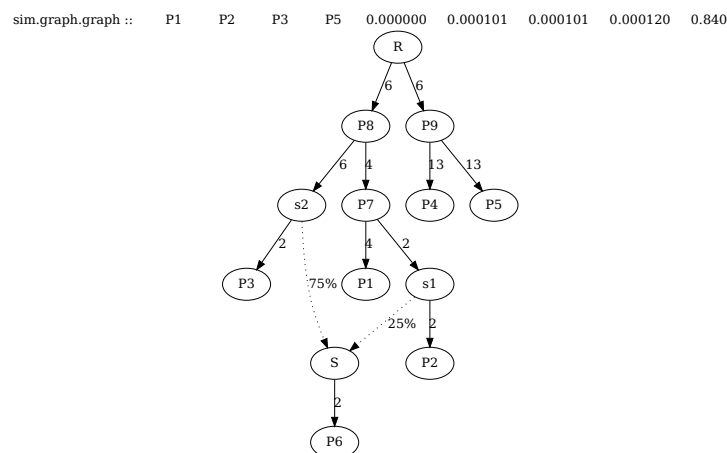 sim.graph.graph :: P1 P2 P3 P5 0.000000 0.000101 0.000101 0.000120 0.840
R
6 6
P8 P9
6 4 13 13
s2 P7 P4 P5
2 4 2
P3 75% P1 s1
25% 2
S P2
2
P6